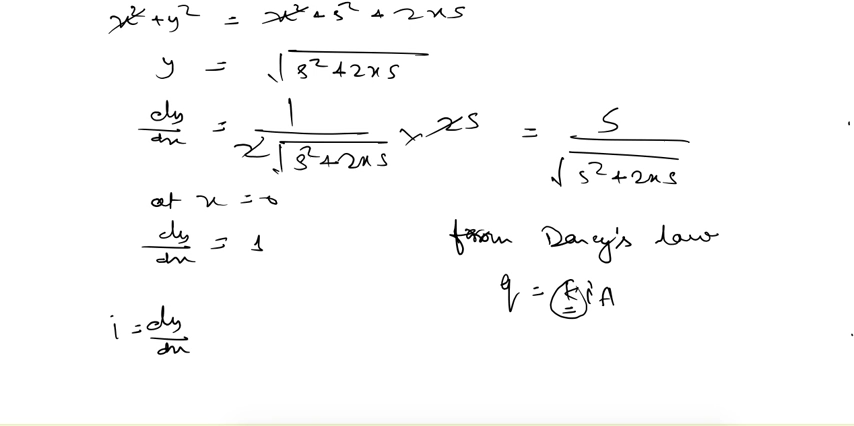 x² + y² = x² + s² + 2xs
y = √(s² + 2xs)
dy/dx = 1/(2√(s² + 2xs)) × 2s = s/√(s² + 2xs)
at x = 0
dy/dx = 1
from Darcy's law
q = kiA
i = dy/dx